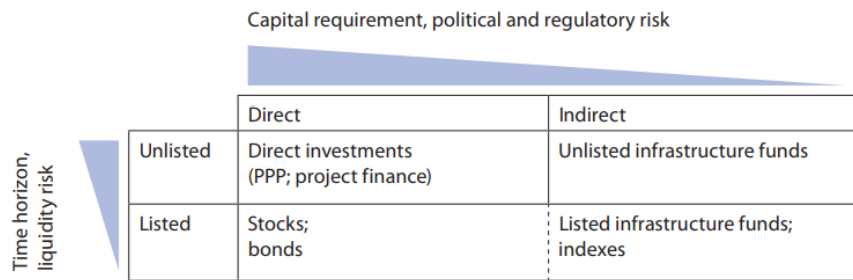 Capital requirement, political and regulatory risk
Direct
Indirect
Time horizon,
liquidity risk
Unlisted
Direct investments
(PPP; project finance)
Unlisted infrastructure funds
Listed
Stocks;
bonds
Listed infrastructure funds;
indexes